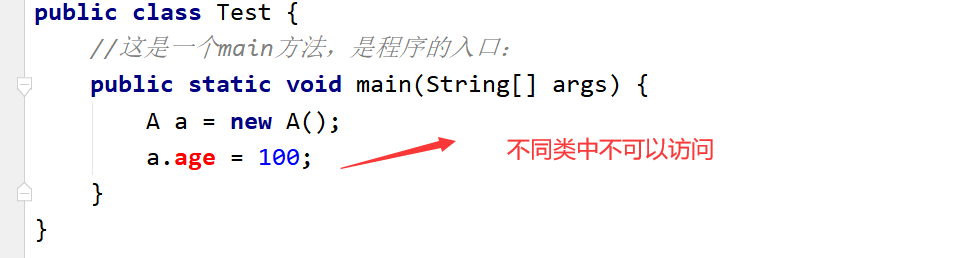 public class Test {
//这是一个main方法，是程序的入口：
public static void main(String[] args) {
A a = new A();
a.age = 100;
不同类中不可以访问
}
}